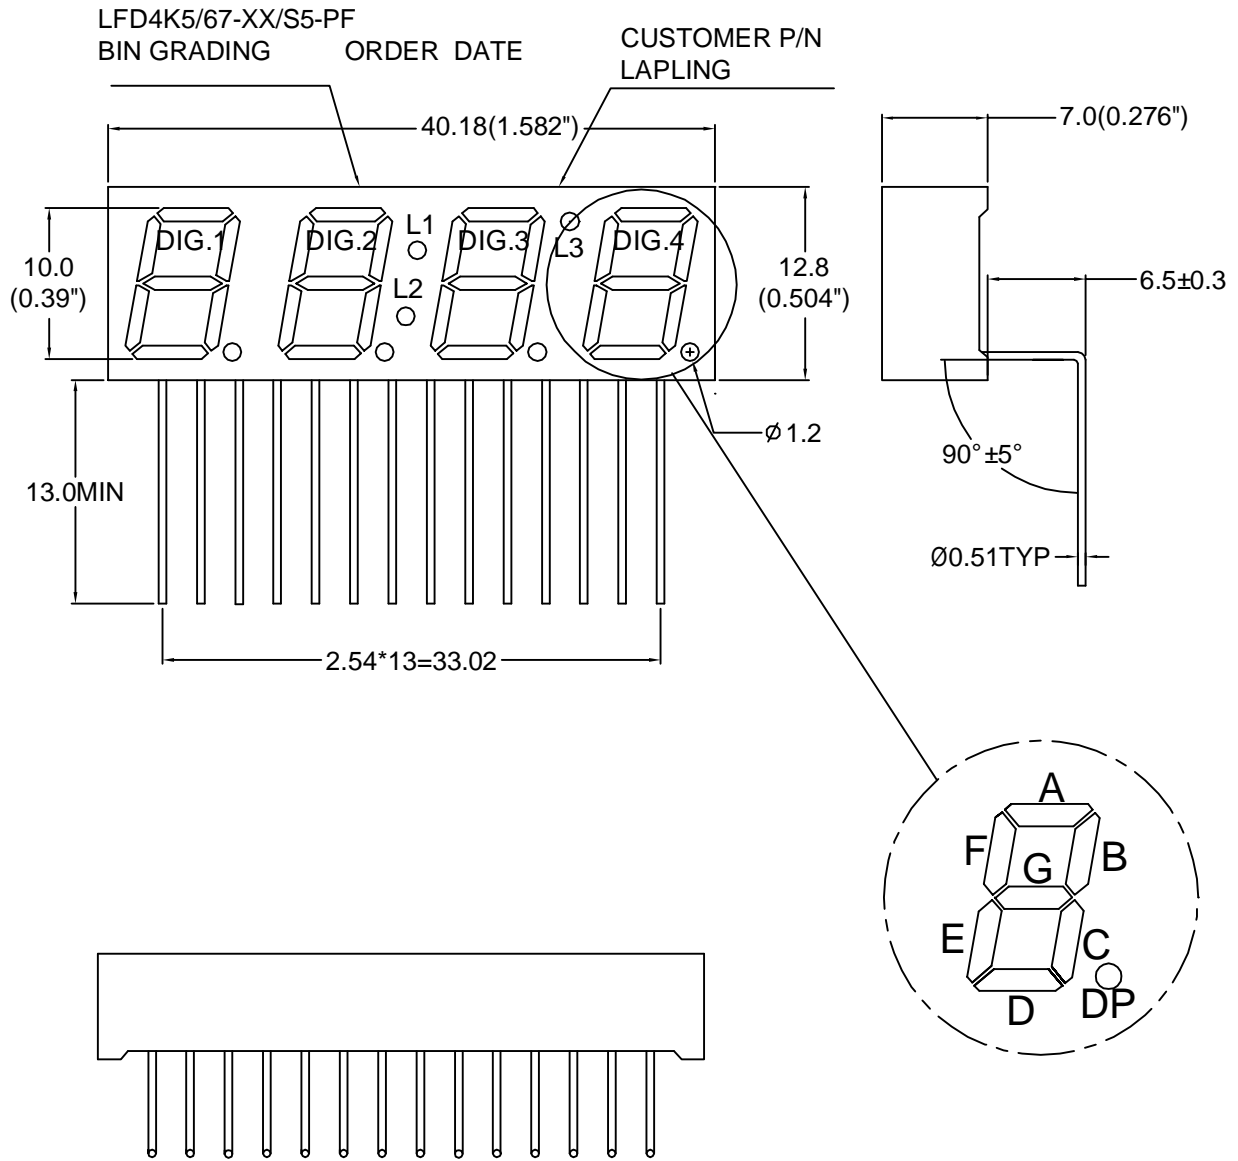 LFD4K5/67-XX/S5-PF
BIN GRADING ORDER DATE
CUSTOMER P/N
LAPLING
40.18(1.582")
7.0(0.276")
DIG.1
DIG.2
L1
DIG.3
L3
DIG.4
L2
10.0
(0.39")
12.8
(0.504")
6.5±0.3
Ø1.2
90°±5°
13.0MIN
Ø0.51TYP
2.54*13=33.02
A
F
B
G
E
C
D
DP